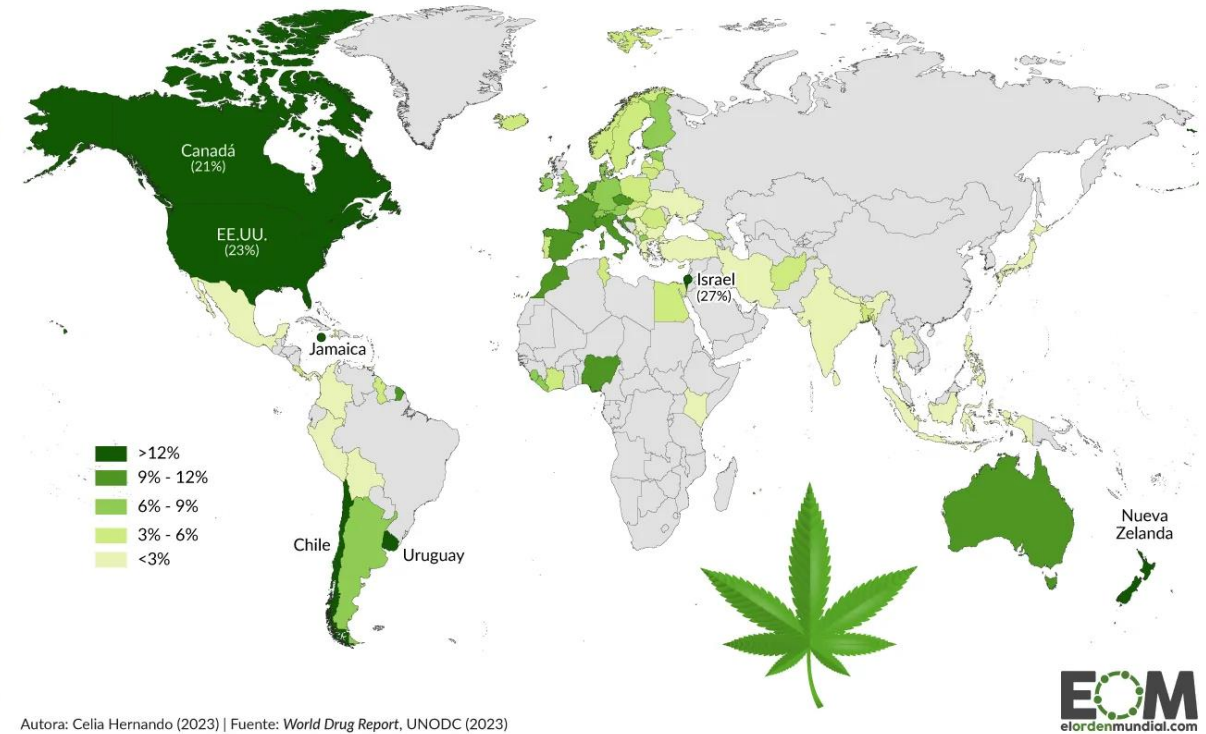 Canadá
(21%)
EE.UU.
(23%)
Israel
(27%)
Jamaica
>12%
9% - 12%
6% - 9%
3% - 6%
<3%
Chile
Uruguay
Nueva
Zelanda
EOM
elordenmundial.com
Autora: Celia Hernando (2023) | Fuente: World Drug Report, UNODC (2023)